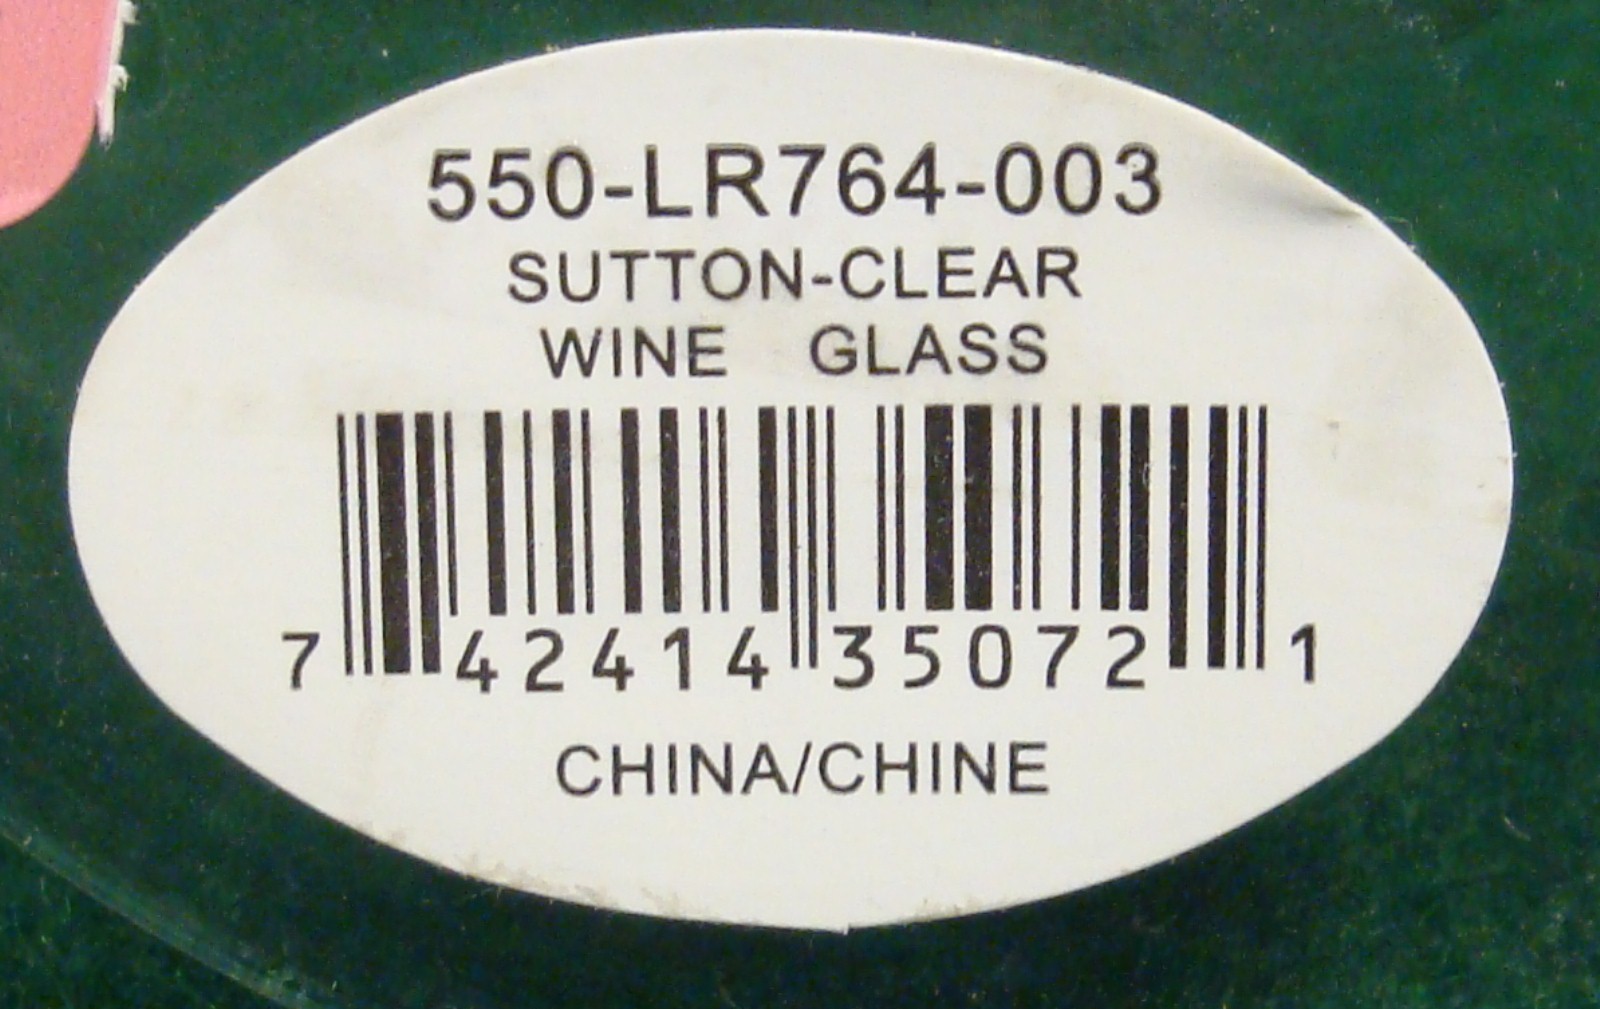 550-LR764-003
SUTTON-CLEAR
WINE GLASS
7 42414 35072 1
CHINA/CHINE